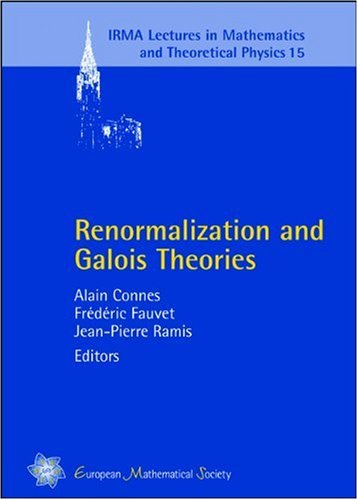 IRMA Lectures in Mathematics
and Theoretical Physics 15
Renormalization and
Galois Theories
Alain Connes
Frédéric Fauvet
Jean-Pierre Ramis
Editors
European Mathematical Society